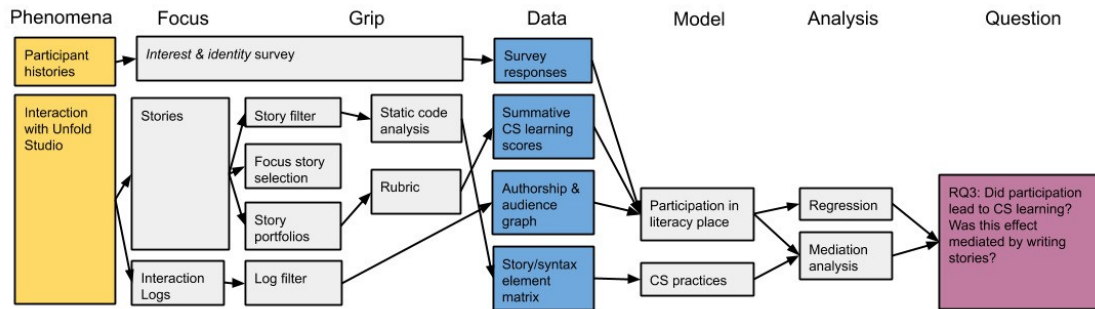 Phenomena Focus Grip Data Model Analysis Question
Participant
histories
Interest & identity survey
Survey
responses
Interaction
with Unfold
Studio
Stories
Story filter
Static code
analysis
Summative
CS learning
scores
Focus story
selection
Rubric
Story
portfolios
Authorship &
audience
graph
Participation in
literacy place
Regression
RQ3: Did participation
lead to CS learning?
Was this effect
mediated by writing
stories?
Mediation
analysis
Interaction
Logs
Log filter
Story/syntax
element
matrix
CS practices